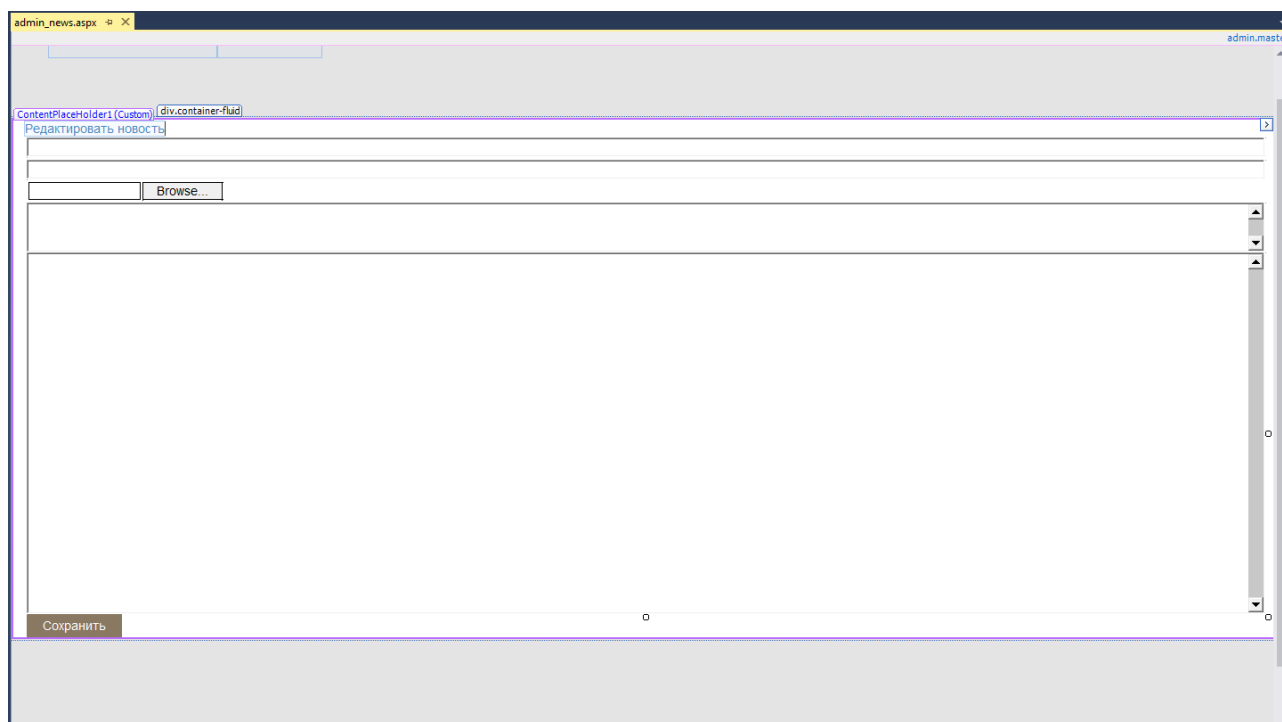 admin_news.aspx
admin.maste
ContentPlaceHolder1 (Custom) div.container-fluid
Редактировать новость
Browse...
Сохранить